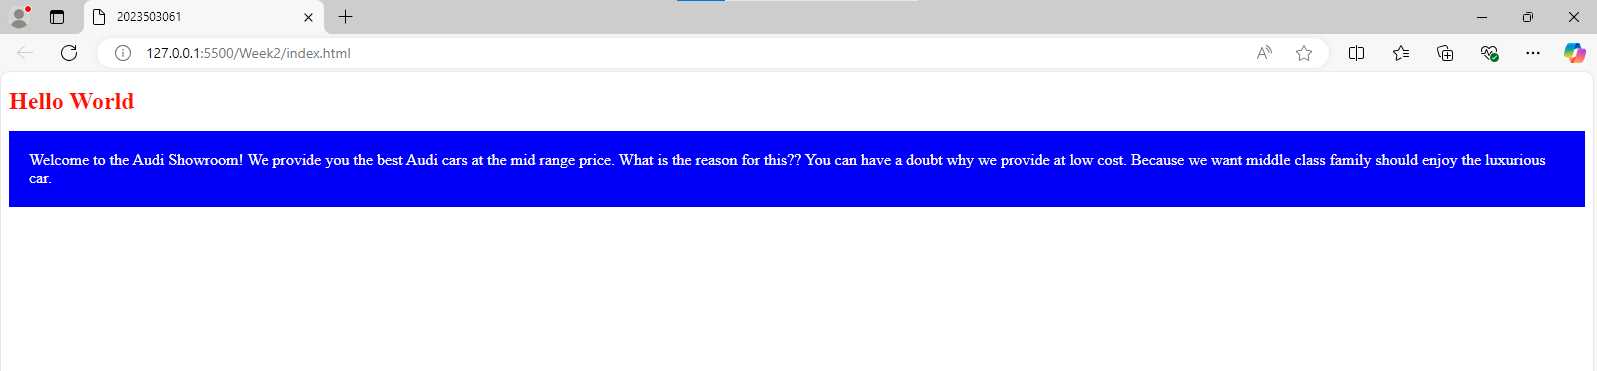 2023503061
127.0.0.1:5500/Week2/index.html
Hello World
Welcome to the Audi Showroom! We provide you the best Audi cars at the mid range price. What is the reason for this?? You can have a doubt why we provide at low cost. Because we want middle class family should enjoy the luxurious
car.